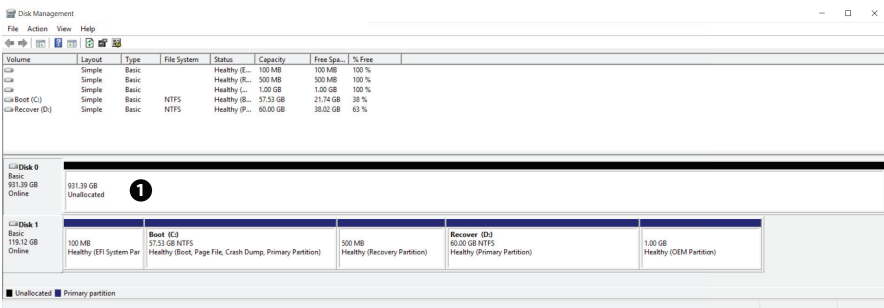 Disk Management
File Action View Help
Volume Layout Type File System Status Capacity Free Spa... % Free
Simple Basic Healthy (E... 100 MB 100 MB 100 %
Simple Basic Healthy (R... 500 MB 500 MB 100 %
Simple Basic Healthy (... 1.00 GB 1.00 GB 100 %
Boot (C:) Simple Basic NTFS Healthy (B... 57.53 GB 21.74 GB 38 %
Recover (D:) Simple Basic NTFS Healthy (P... 60.00 GB 38.02 GB 63 %
Disk 0
Basic
931.39 GB
Online
931.39 GB
Unallocated
1
Disk 1
Basic
119.12 GB
Online
100 MB
Healthy (EFI System Par
Boot (C:)
57.53 GB NTFS
Healthy (Boot, Page File, Crash Dump, Primary Partition)
500 MB
Healthy (Recovery Partition)
Recover (D:)
60.00 GB NTFS
Healthy (Primary Partition)
1.00 GB
Healthy (OEM Partition)
Unallocated Primary partition